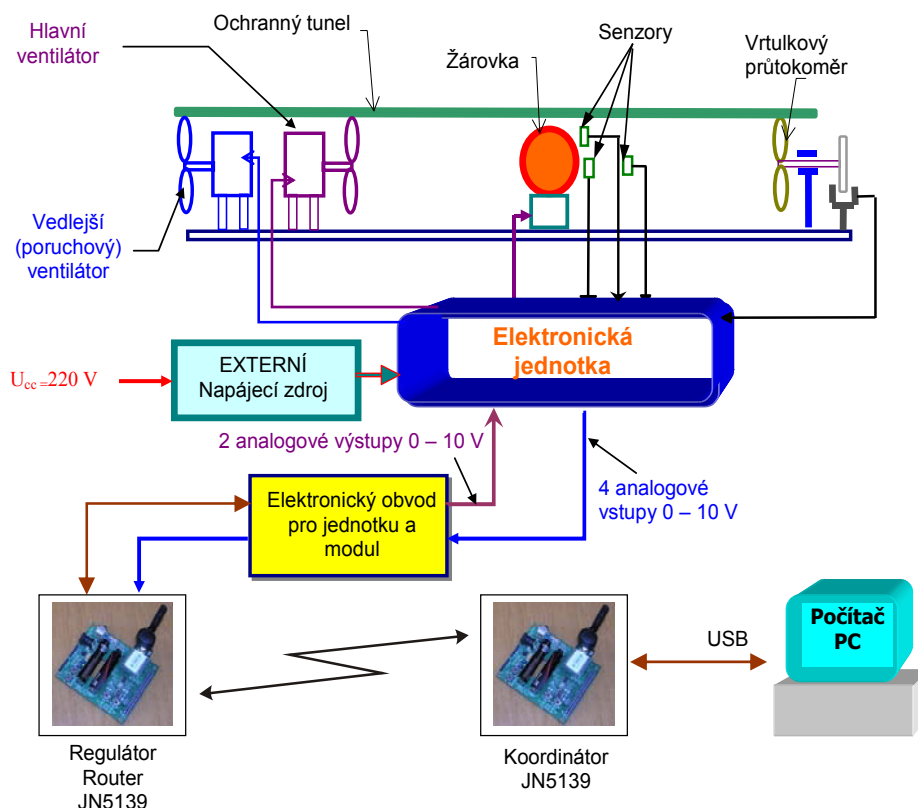 Hlavní
ventilátor
Ochranný tunel
Žárovka
Senzory
Vrtulkový
průtokoměr
Vedlejší
(poruchový)
ventilátor
Elektronická
jednotka
EXTERNÍ
Napájecí zdroj
Ucc=220 V
2 analogové výstupy 0 – 10 V
4 analogové
vstupy 0 – 10 V
Elektronický obvod
pro jednotku a
modul
Počítač
PC
USB
Regulátor
Router
JN5139
Koordinátor
JN5139